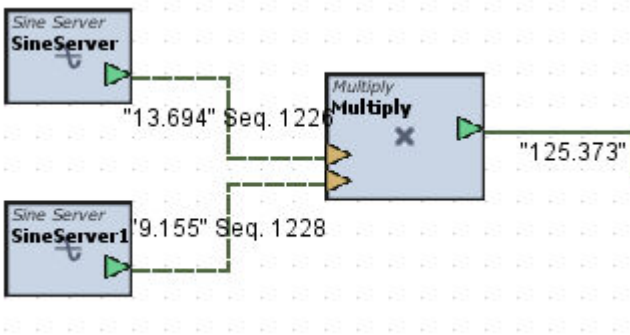 Sine Server
SineServer
"13.694" Seq. 1226
Multiply
Multiply
"125.373"
Sine Server
SineServer1
"9.155" Seq. 1228